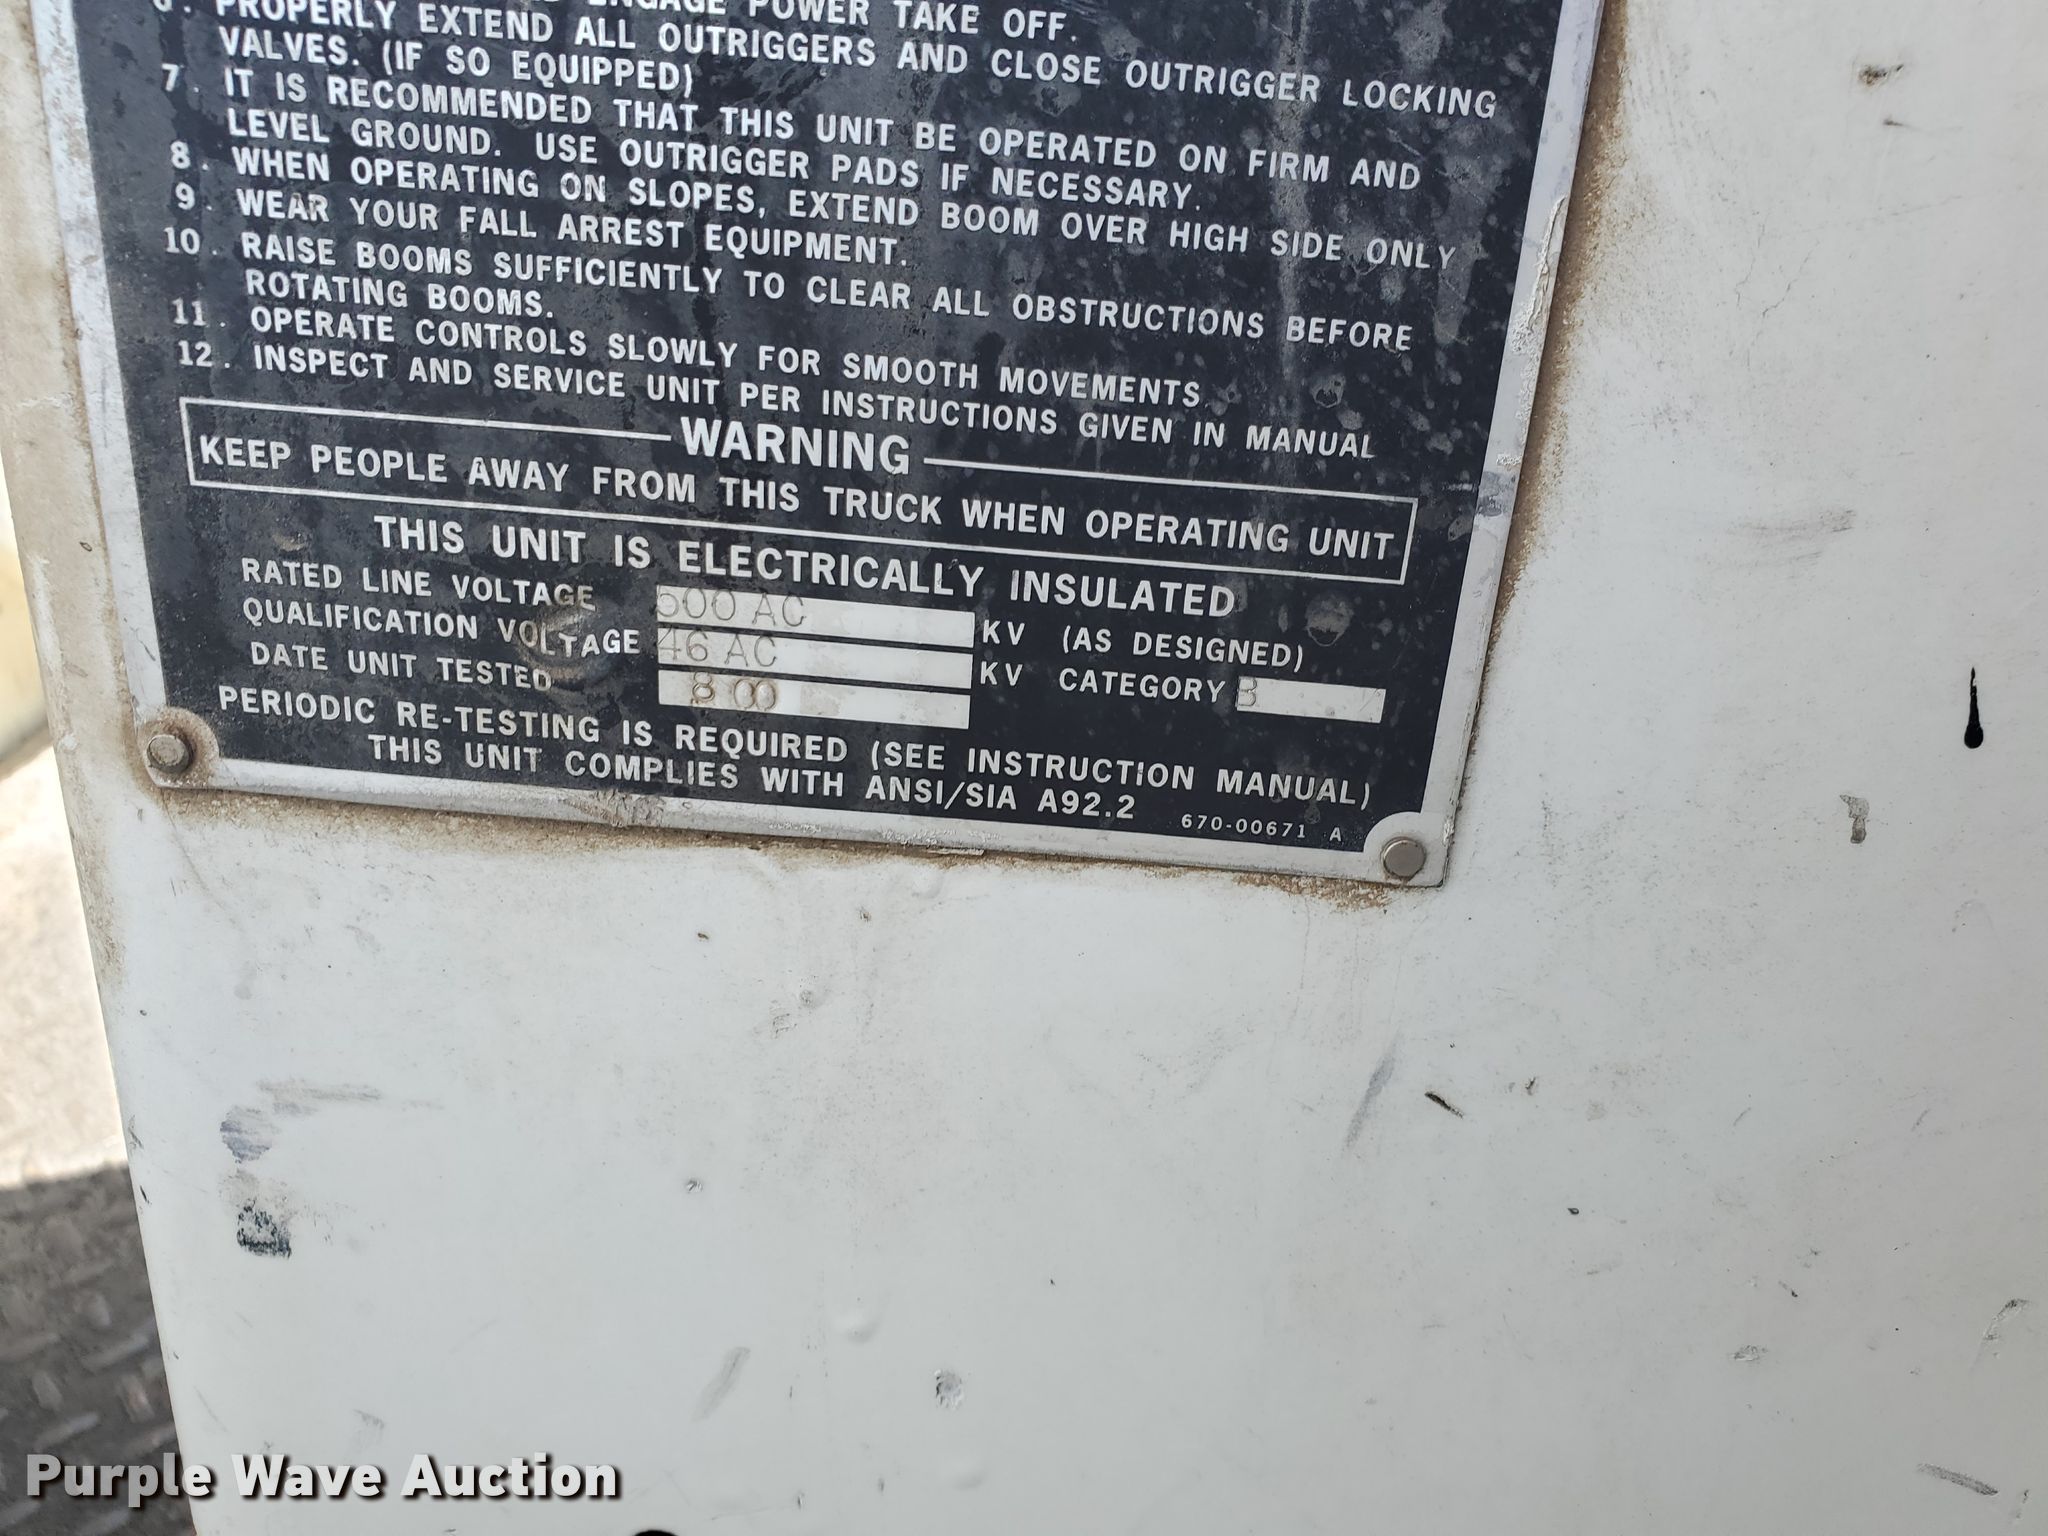 ENGAGE POWER TAKE OFF.
6. PROPERLY EXTEND ALL OUTRIGGERS AND CLOSE OUTRIGGER LOCKING
VALVES. (IF SO EQUIPPED)
7. IT IS RECOMMENDED THAT THIS UNIT BE OPERATED ON FIRM AND
LEVEL GROUND. USE OUTRIGGER PADS IF NECESSARY.
8. WHEN OPERATING ON SLOPES, EXTEND BOOM OVER HIGH SIDE ONLY
9. WEAR YOUR FALL ARREST EQUIPMENT.
10. RAISE BOOMS SUFFICIENTLY TO CLEAR ALL OBSTRUCTIONS BEFORE
ROTATING BOOMS.
11. OPERATE CONTROLS SLOWLY FOR SMOOTH MOVEMENTS.
12. INSPECT AND SERVICE UNIT PER INSTRUCTIONS GIVEN IN MANUAL
WARNING
KEEP PEOPLE AWAY FROM THIS TRUCK WHEN OPERATING UNIT
THIS UNIT IS ELECTRICALLY INSULATED
RATED LINE VOLTAGE 500 AC KV (AS DESIGNED)
QUALIFICATION VOLTAGE 46 AC KV CATEGORY B
DATE UNIT TESTED 8 00
PERIODIC RE-TESTING IS REQUIRED (SEE INSTRUCTION MANUAL)
THIS UNIT COMPLIES WITH ANSI/SIA A92.2
670-00671 A
Purple Wave Auction